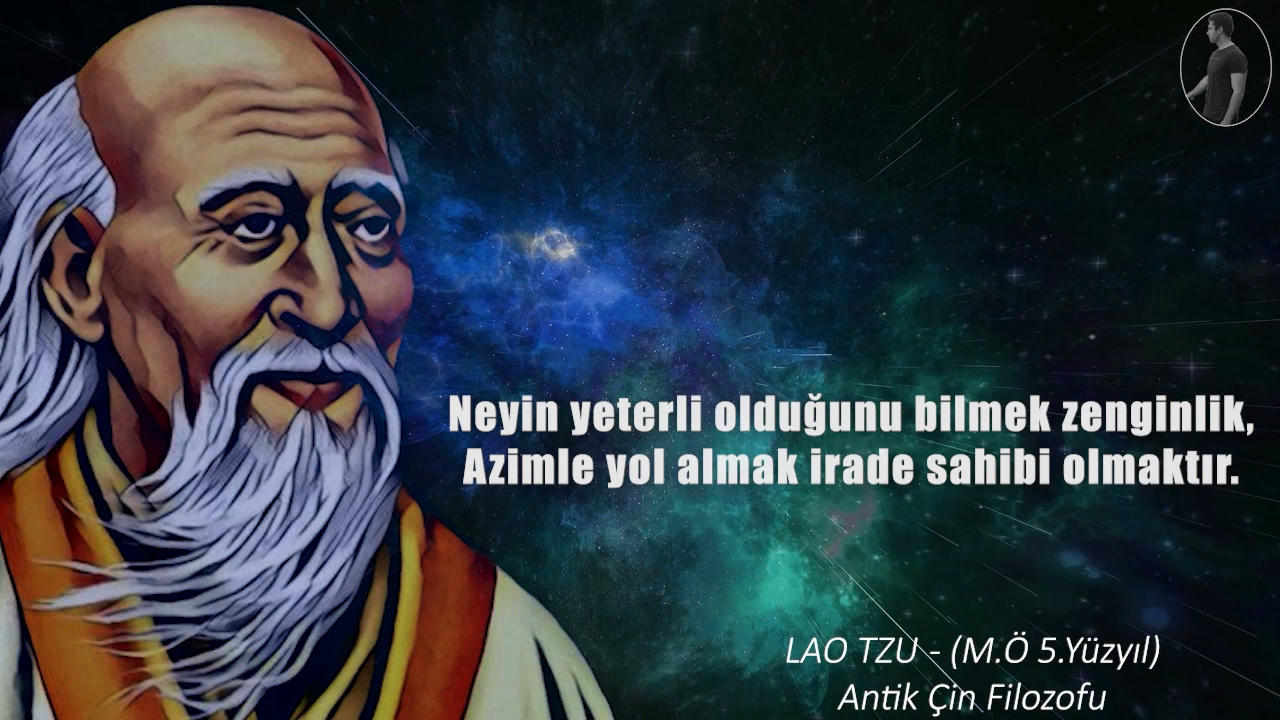 Neyin yeterli olduğunu bilmek zenginlik,
Azimle yol almak irade sahibi olmaktır.
LAO TZU - (M.Ö 5.Yüzyıl)
Antik Çin Filozofu